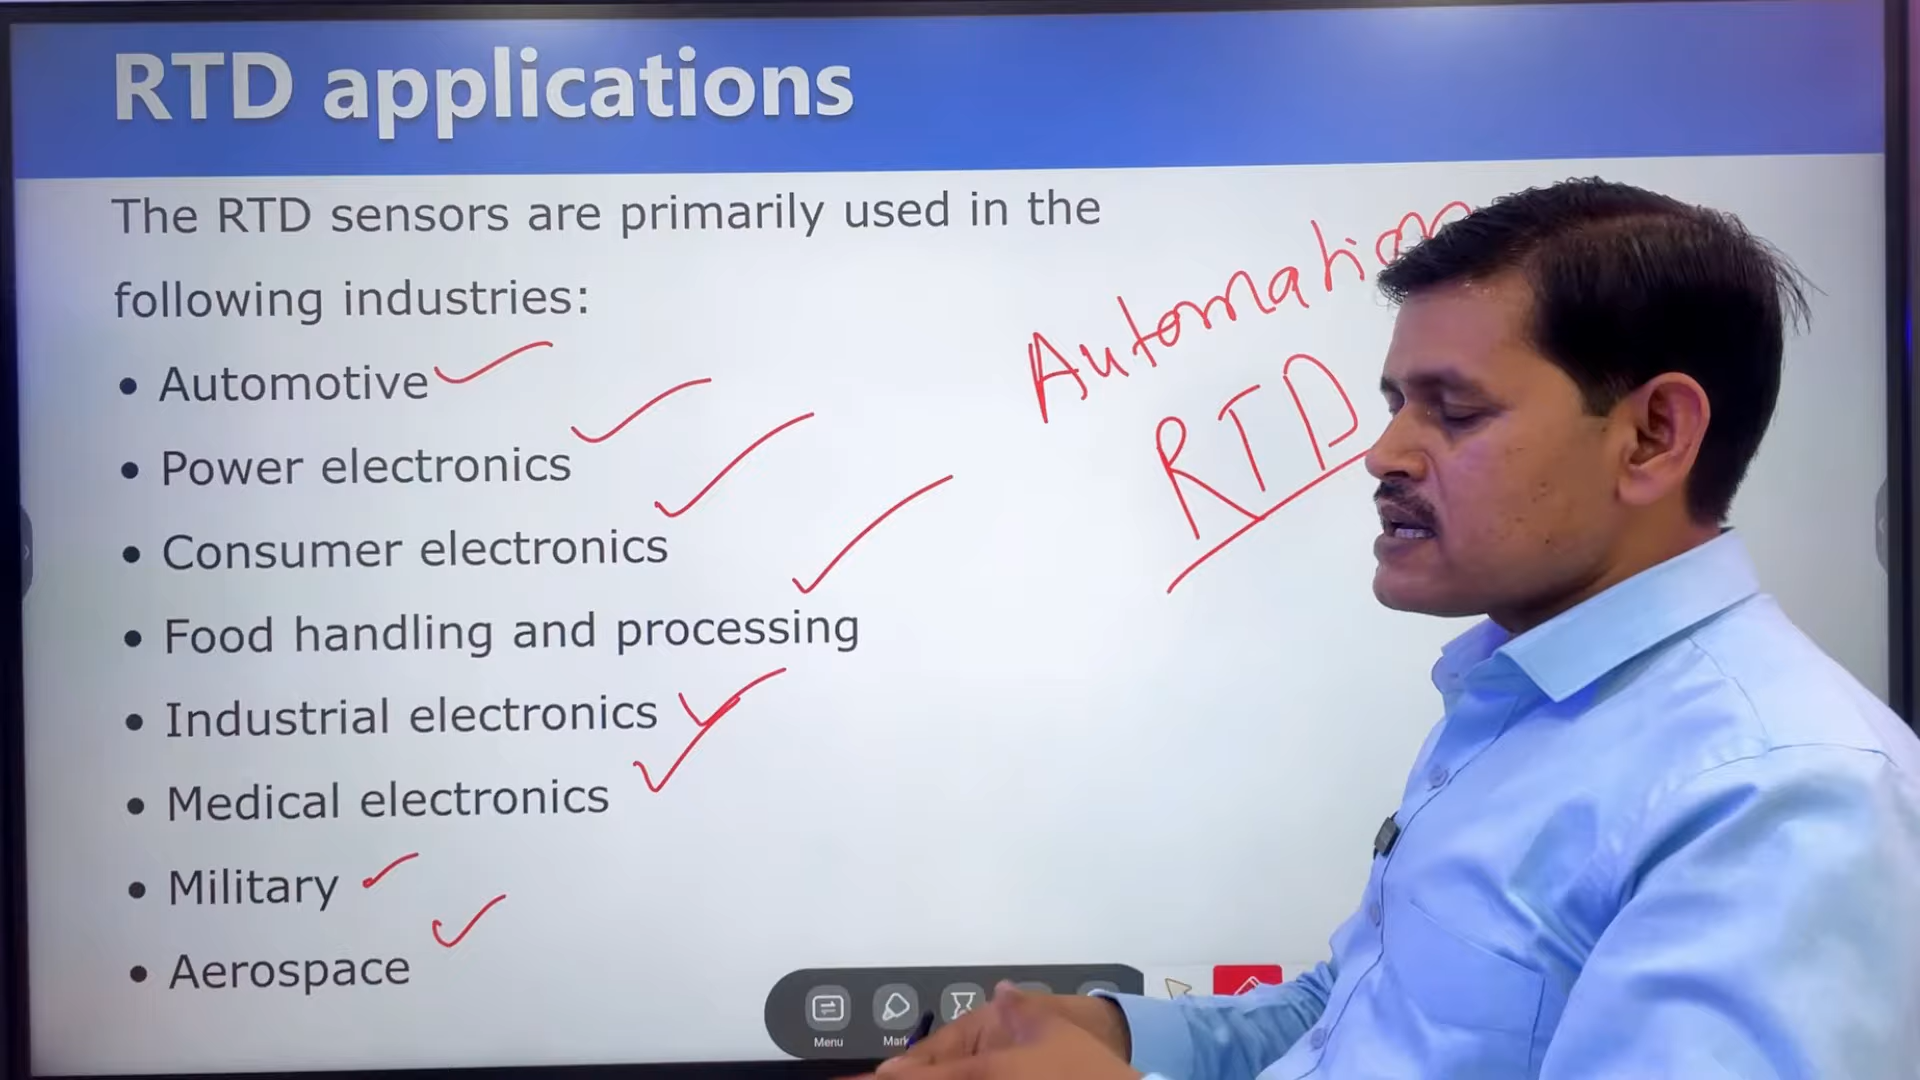 RTD applications
The RTD sensors are primarily used in the
following industries:
• Automotive
• Power electronics
• Consumer electronics
• Food handling and processing
• Industrial electronics
• Medical electronics
• Military
• Aerospace
Automation
RTD
Menu
Mark